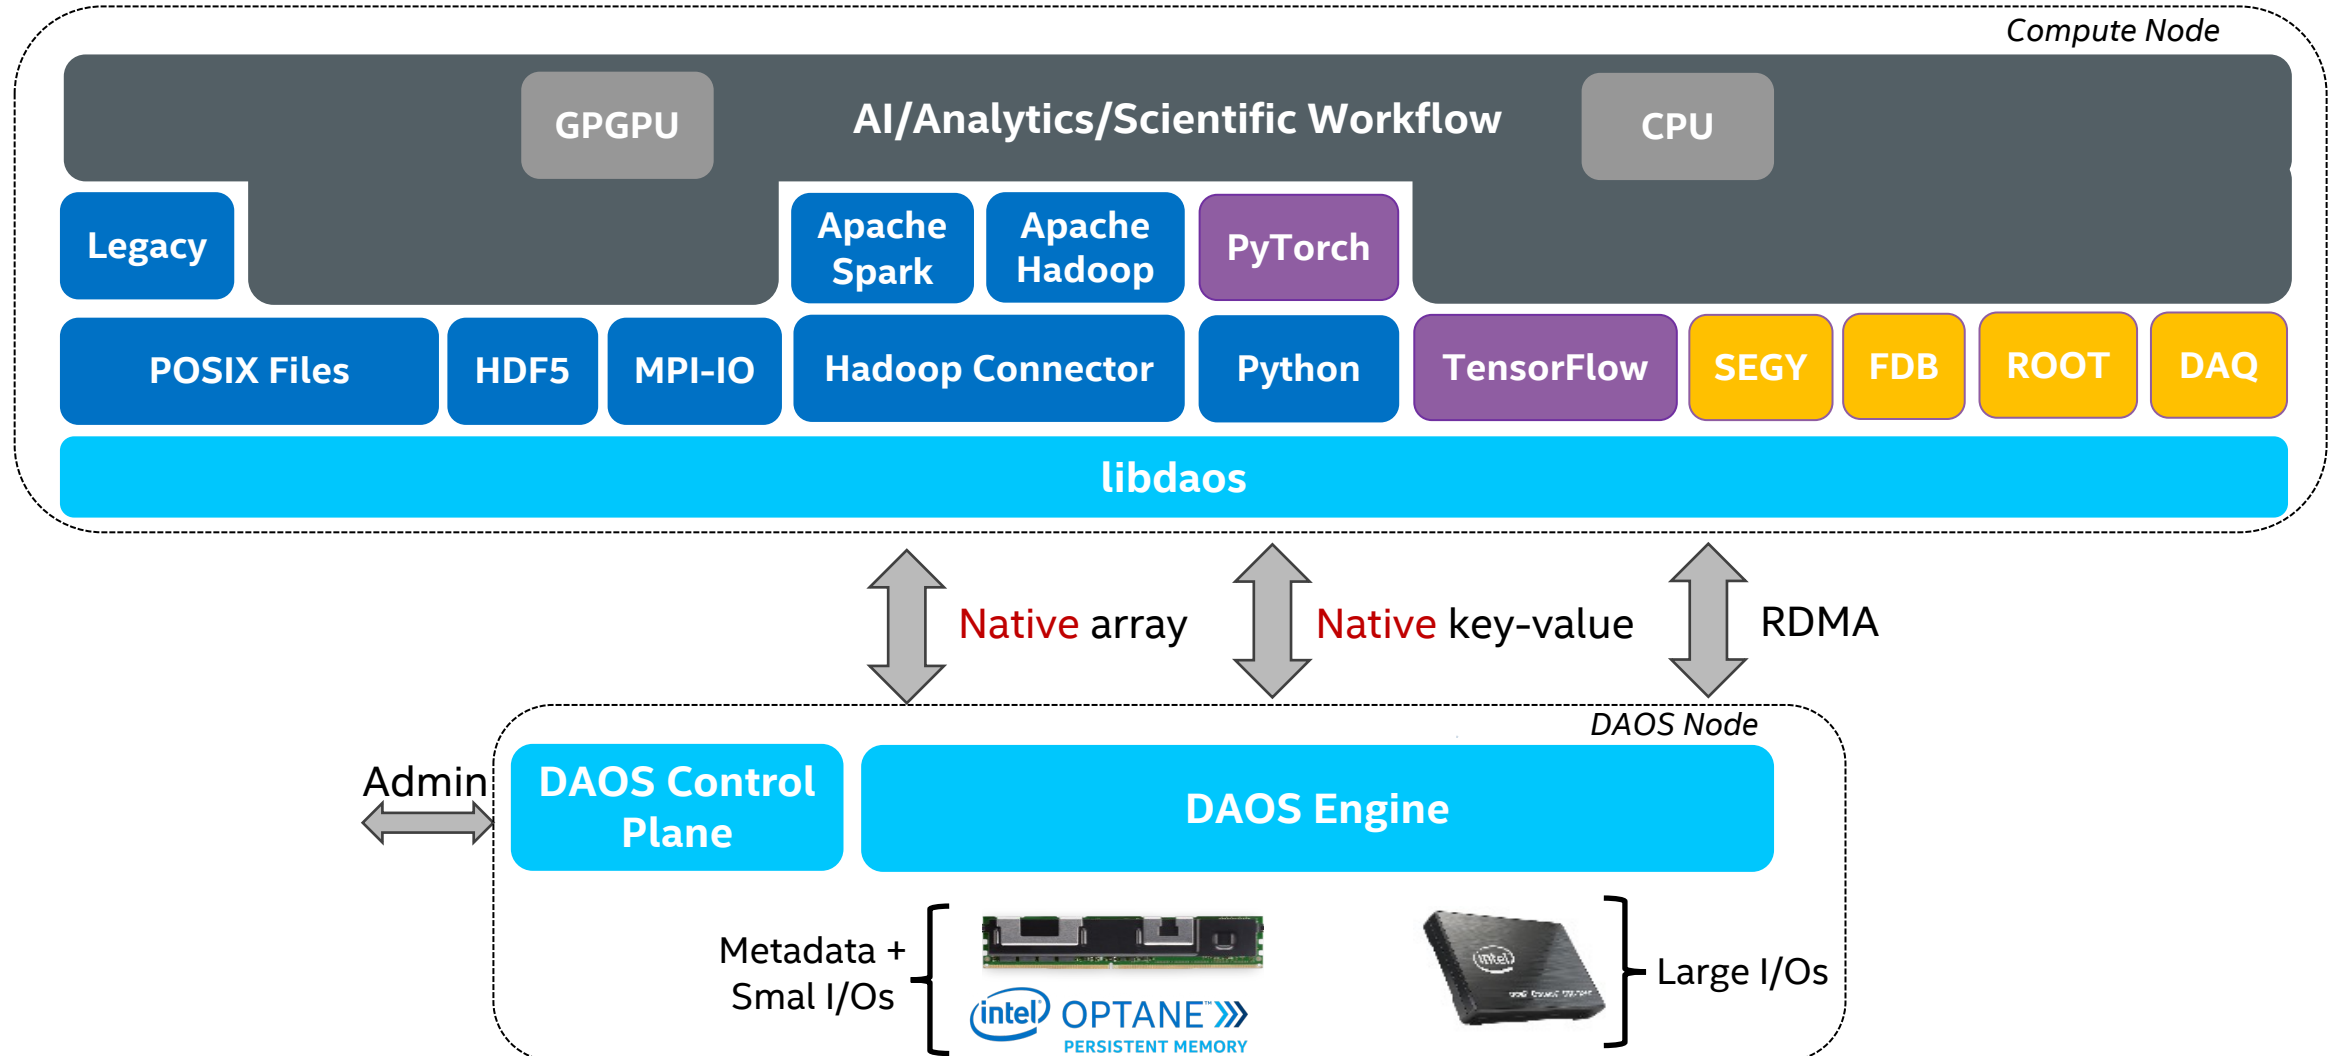 Compute Node
GPGPU
AI/Analytics/Scientific Workflow
CPU
Legacy
Apache
Spark
Apache
Hadoop
PyTorch
POSIX Files
HDF5
MPI-IO
Hadoop Connector
Python
TensorFlow
SEGY
FDB
ROOT
DAQ
libdaos
Native array
Native key-value
RDMA
DAOS Node
Admin
DAOS Control
Plane
DAOS Engine
Metadata +
Smal I/Os
intel OPTANE™
PERSISTENT MEMORY
(intel)
Large I/Os